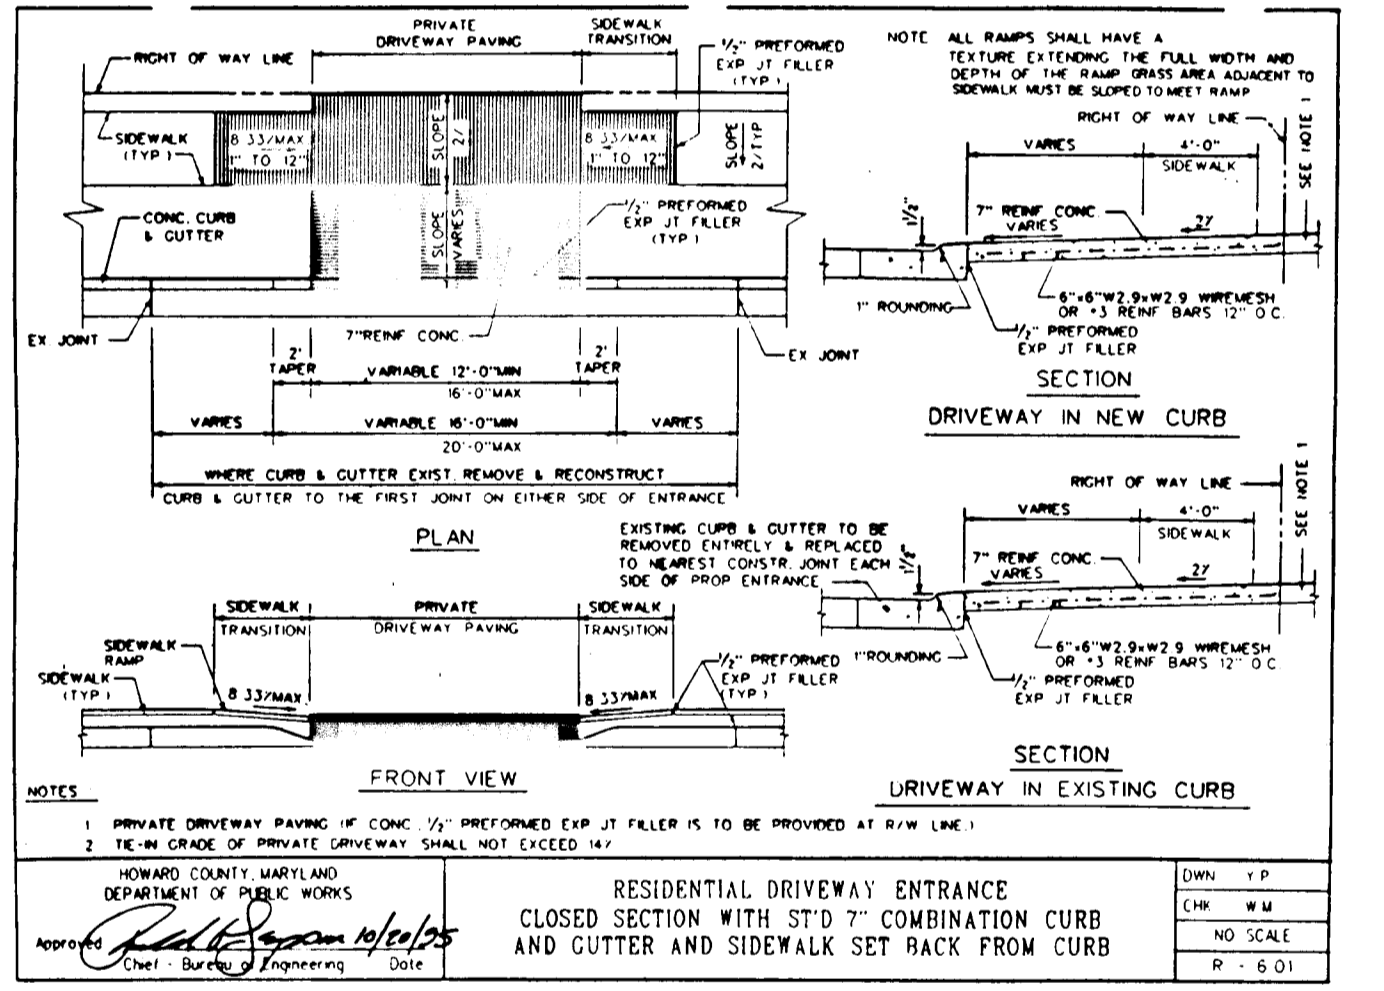 PRIVATE
DRIVEWAY PAVING
SIDEWALK
TRANSITION
1/2" PREFORMED
EXP JT FILLER
(TYP)
RIGHT OF WAY LINE
SIDEWALK
(TYP)
8 33%MAX
1" TO 12"
SLOPE
2%
8 33%MAX
1" TO 12"
SLOPE
2%TYP
CONC. CURB
& GUTTER
SLOPE
VARIES
1/2" PREFORMED
EXP JT FILLER
(TYP)
EX JOINT
7"REINF CONC.
EX JOINT
2'
TAPER
VARIABLE 12'-0"MIN
16'-0"MAX
2'
TAPER
VARIES
VARIABLE 16'-0"MIN
20'-0"MAX
VARIES
WHERE CURB & GUTTER EXIST, REMOVE & RECONSTRUCT
CURB & GUTTER TO THE FIRST JOINT ON EITHER SIDE OF ENTRANCE
PLAN
NOTE ALL RAMPS SHALL HAVE A
TEXTURE EXTENDING THE FULL WIDTH AND
DEPTH OF THE RAMP GRASS AREA ADJACENT TO
SIDEWALK MUST BE SLOPED TO MEET RAMP
RIGHT OF WAY LINE
VARIES
4'-0"
SIDEWALK
SEE NOTE 1
1 1/2"
7" REINF CONC.
VARIES
2%
1" ROUNDING
6"x6"W2.9xW2.9 WIREMESH
OR #3 REINF BARS 12" O.C.
1/2" PREFORMED
EXP JT FILLER
SECTION
DRIVEWAY IN NEW CURB
RIGHT OF WAY LINE
VARIES
4'-0"
SIDEWALK
SEE NOTE 1
EXISTING CURB & GUTTER TO BE
REMOVED ENTIRELY & REPLACED
TO NEAREST CONSTR. JOINT EACH
SIDE OF PROP ENTRANCE
1 1/2"
7" REINF CONC.
VARIES
2%
1"ROUNDING
6"x6"W2.9xW2 9 WIREMESH
OR #3 REINF BARS 12" O C.
1/2" PREFORMED
EXP JT FILLER
SECTION
DRIVEWAY IN EXISTING CURB
SIDEWALK
TRANSITION
PRIVATE
DRIVEWAY PAVING
SIDEWALK
TRANSITION
SIDEWALK
RAMP
SIDEWALK
(TYP)
8 33%MAX.
8 33%MAX
1/2" PREFORMED
EXP JT FILLER
(TYP)
FRONT VIEW
NOTES
1 PRIVATE DRIVEWAY PAVING (IF CONC., 1/2" PREFORMED EXP JT FILLER IS TO BE PROVIDED AT R/W LINE.)
2 TIE-IN GRADE OF PRIVATE DRIVEWAY SHALL NOT EXCEED 14%
HOWARD COUNTY, MARYLAND
DEPARTMENT OF PUBLIC WORKS
Approved 10/20/95
Chief - Bureau of Engineering Date
RESIDENTIAL DRIVEWAY ENTRANCE
CLOSED SECTION WITH ST'D 7" COMBINATION CURB
AND GUTTER AND SIDEWALK SET BACK FROM CURB
DWN Y P
CHK W M
NO SCALE
R - 6 01